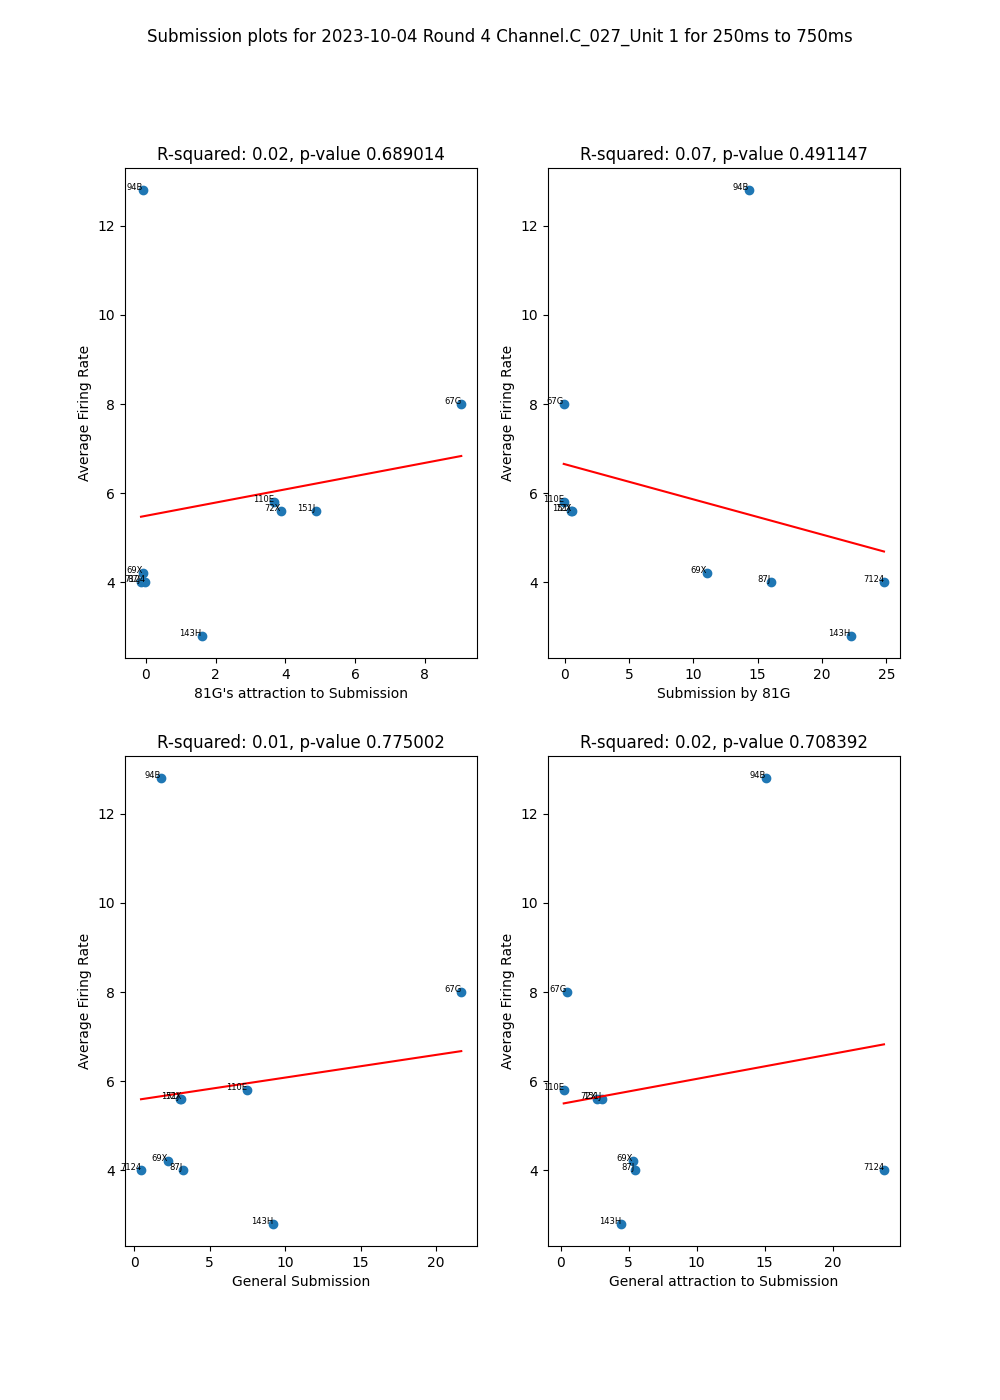 Submission plots for 2023-10-04 Round 4 Channel.C_027_Unit 1 for 250ms to 750ms
R-squared: 0.02, p-value 0.689014
94B
12
10
8
67G
6
110E
72X
151J
69X
7124
4
143H
0 2 4 6 8
Average Firing Rate
81G's attraction to Submission
R-squared: 0.07, p-value 0.491147
94B
12
10
8
67G
6
110E
69X
87J
7124
4
143H
0 5 10 15 20 25
Average Firing Rate
Submission by 81G
R-squared: 0.01, p-value 0.775002
94B
12
10
8
67G
6
110E
69X
87J
7124
4
143H
0 5 10 15 20
Average Firing Rate
General Submission
R-squared: 0.02, p-value 0.708392
94B
12
10
8
67G
6
110E
69X
87J
7124
4
143H
0 5 10 15 20
Average Firing Rate
General attraction to Submission